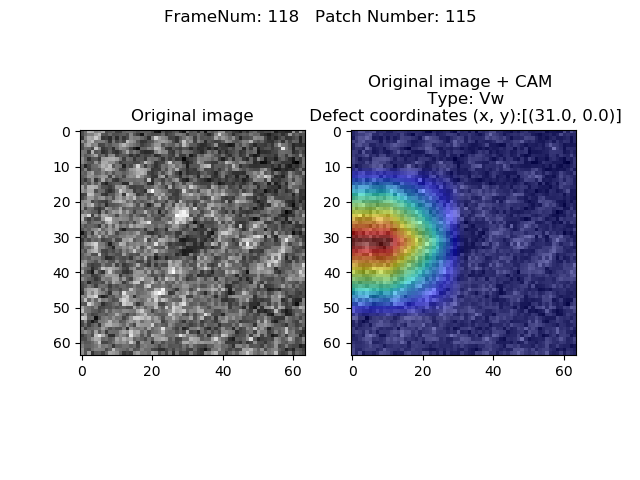 FrameNum: 118   Patch Number: 115
Original image
0
10
20
30
40
50
60
0 20 40 60
Original image + CAM
Type: Vw
Defect coordinates (x, y):[(31.0, 0.0)]
0
10
20
30
40
50
60
0 20 40 60